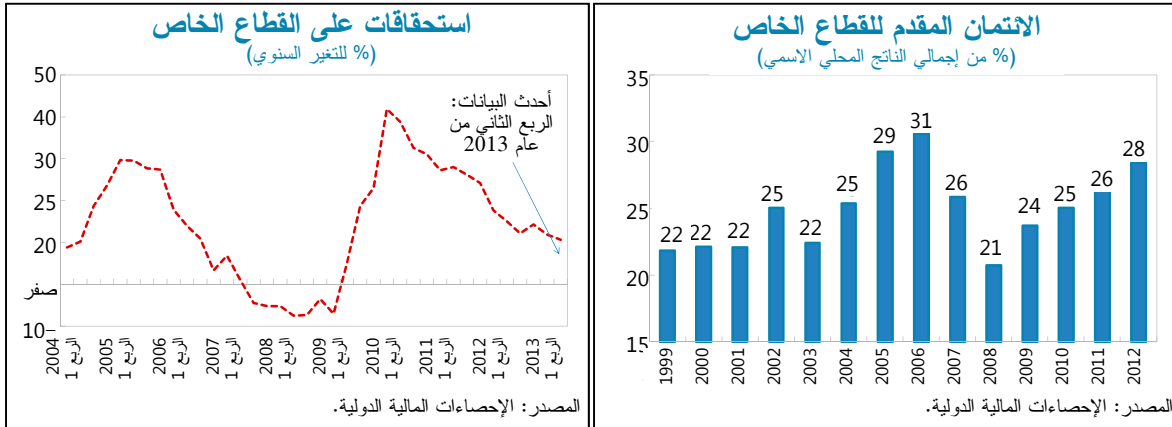 الائتمان المقدم للقطاع الخاص
(% من إجمالي الناتج المحلي الاسمي)
35
30
25
20
15
22
22
22
25
22
25
29
31
26
21
24
25
26
28
1999
2000
2001
2002
2003
2004
2005
2006
2007
2008
2009
2010
2011
2012
المصدر: الإحصاءات المالية الدولية.
استحقاقات على القطاع الخاص
(% للتغير السنوي)
50
40
30
25
20
صفر
10–
أحدث البيانات:
الربع الثاني من
عام 2013
2004
الربع 1
2005
الربع 1
2006
الربع 1
2007
الربع 1
2008
الربع 1
2009
الربع 1
2010
الربع 1
2011
الربع 1
2012
الربع 1
2013
الربع 1
المصدر: الإحصاءات المالية الدولية.